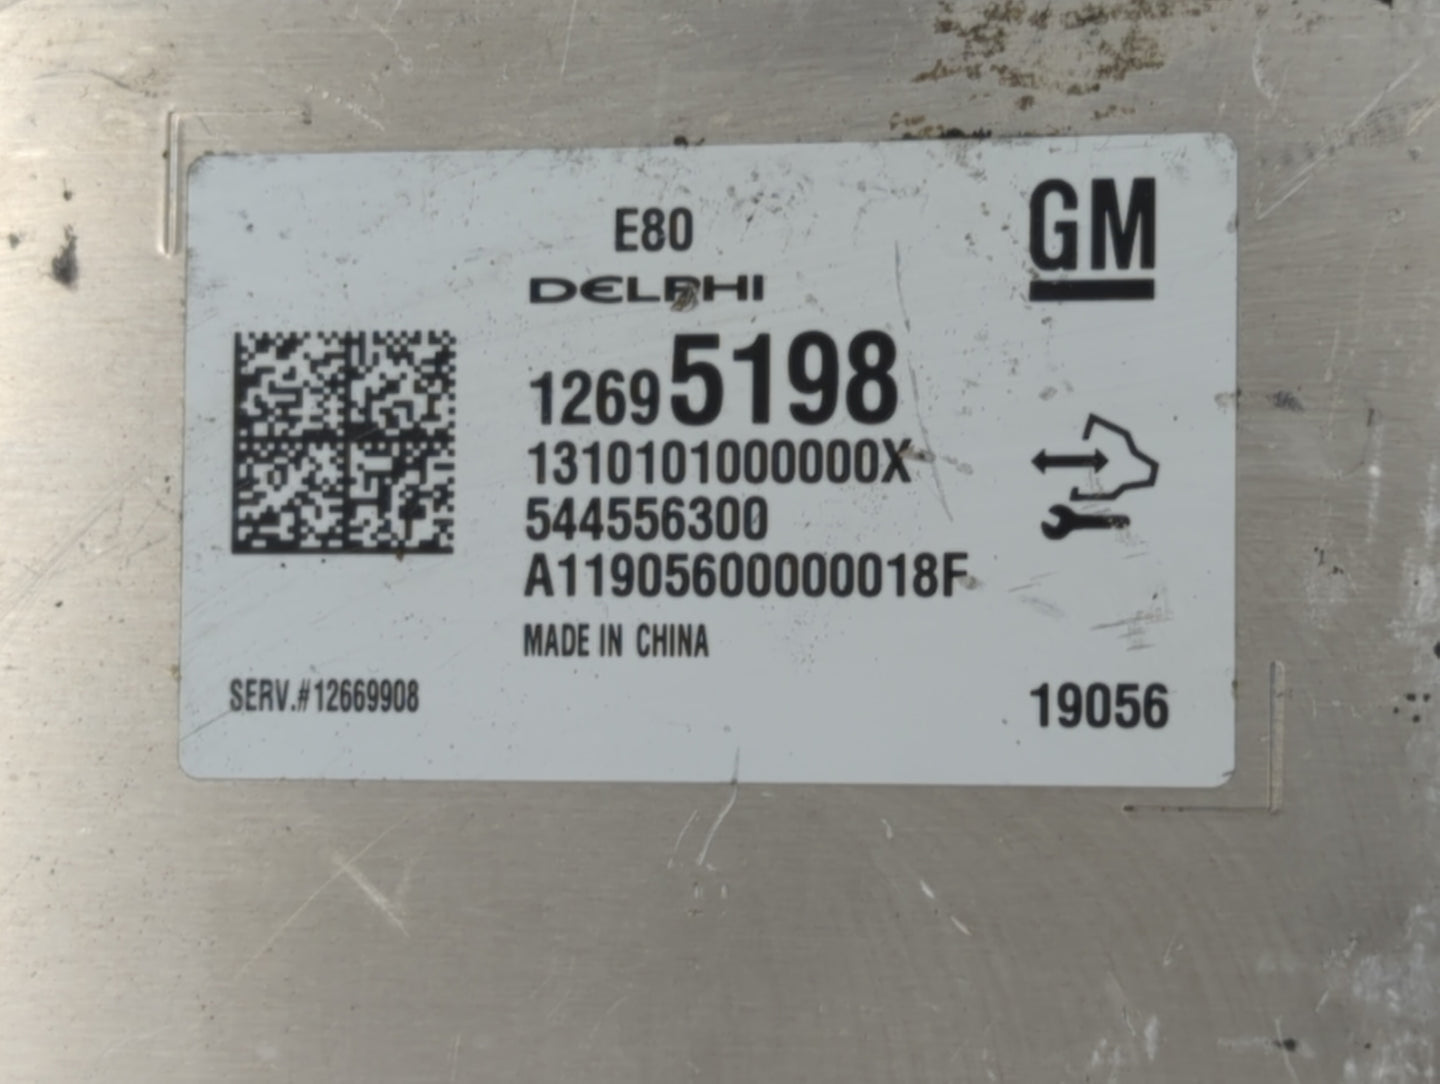 E80
GM
DELPHI
12695198
1310101000000X
544556300
A11905600000018F
MADE IN CHINA
SERV.#12669908
19056